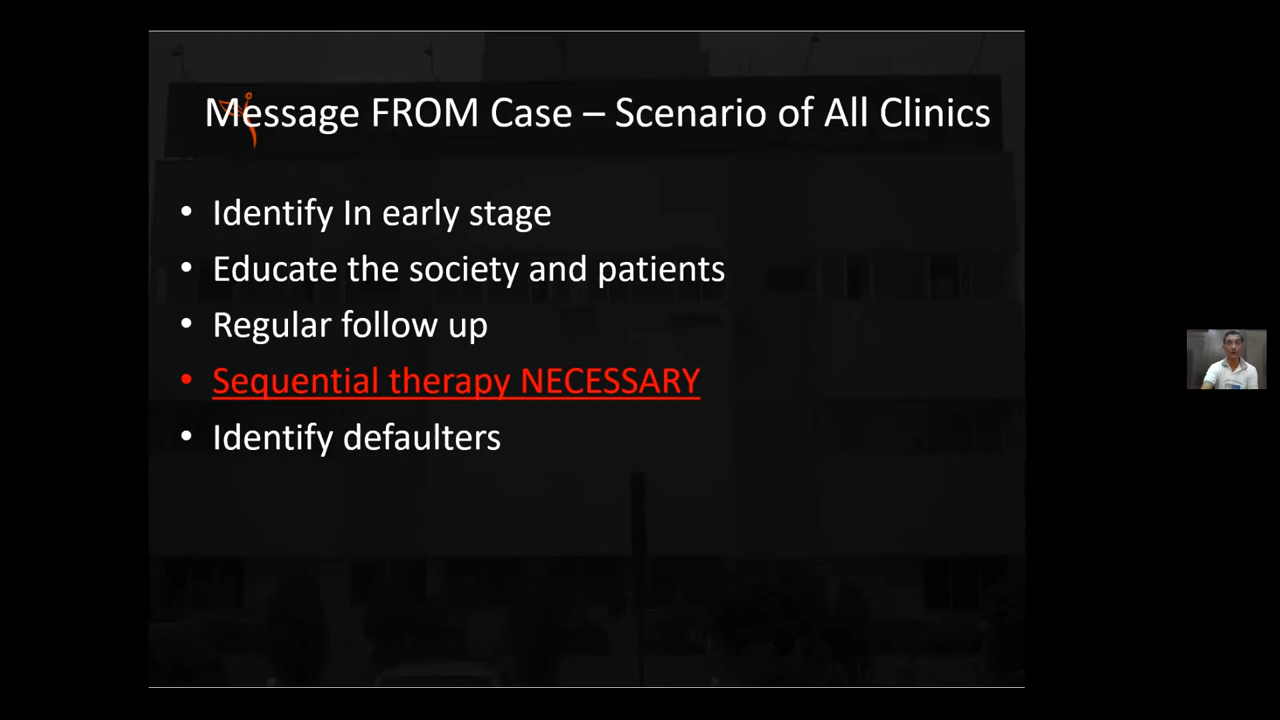 Message FROM Case – Scenario of All Clinics
• Identify In early stage
• Educate the society and patients
• Regular follow up
• Sequential therapy NECESSARY
• Identify defaulters